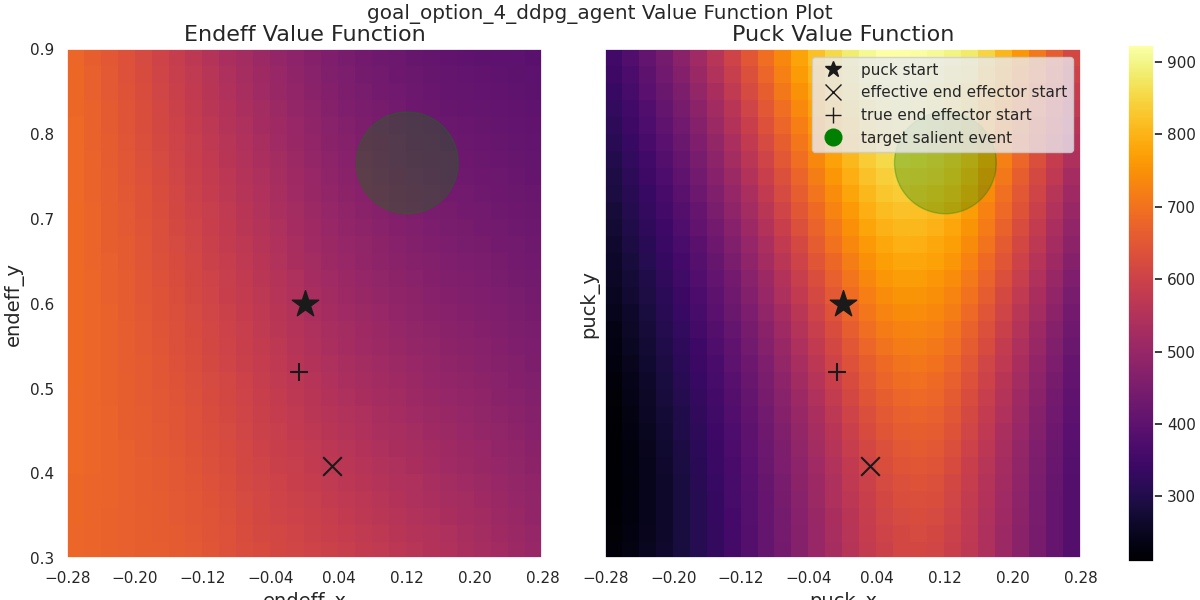 goal_option_4_ddpg_agent Value Function Plot
Endeff Value Function
Puck Value Function
endeff_y
0.9
0.8
0.7
0.6
0.5
0.4
0.3
−0.28 −0.20 −0.12 −0.04 0.04 0.12 0.20 0.28
endeff_x
puck_y
puck start
effective end effector start
true end effector start
target salient event
−0.28 −0.20 −0.12 −0.04 0.04 0.12 0.20 0.28
puck_x
900
800
700
600
500
400
300